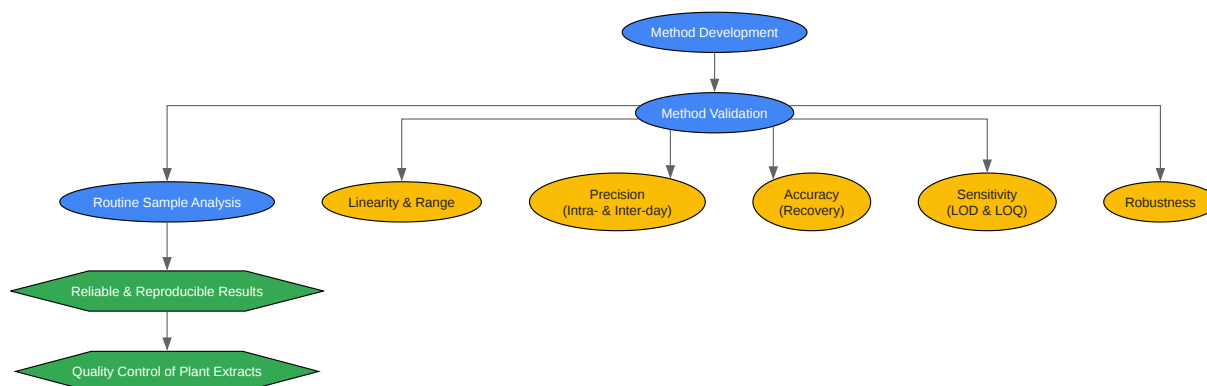 Method Development
Method Validation
Routine Sample Analysis
Linearity & Range
Precision
(Intra- & Inter-day)
Accuracy
(Recovery)
Sensitivity
(LOD & LOQ)
Robustness
Reliable & Reproducible Results
Quality Control of Plant Extracts